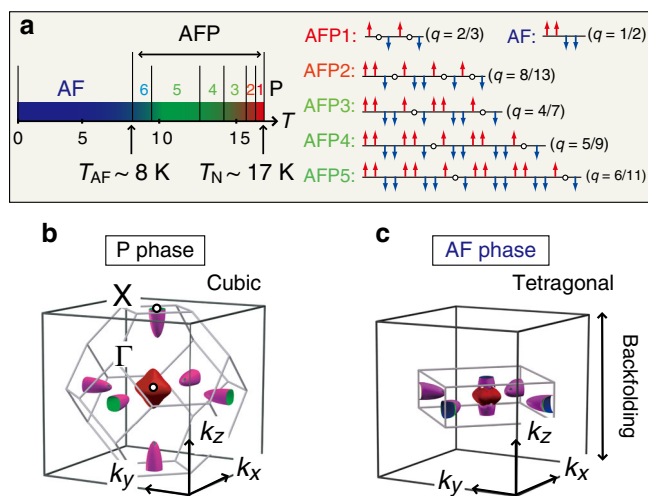 a
AFP
AF 6 5 4 3 2 1 P
0 5 10 15 T
T_AF ~ 8 K T_N ~ 17 K
AFP1: (q = 2/3) AF: (q = 1/2)
AFP2: (q = 8/13)
AFP3: (q = 4/7)
AFP4: (q = 5/9)
AFP5: (q = 6/11)
b P phase
Cubic
X
Γ
k_z
k_y k_x
c AF phase
Tetragonal
Backfolding
k_z
k_y k_x